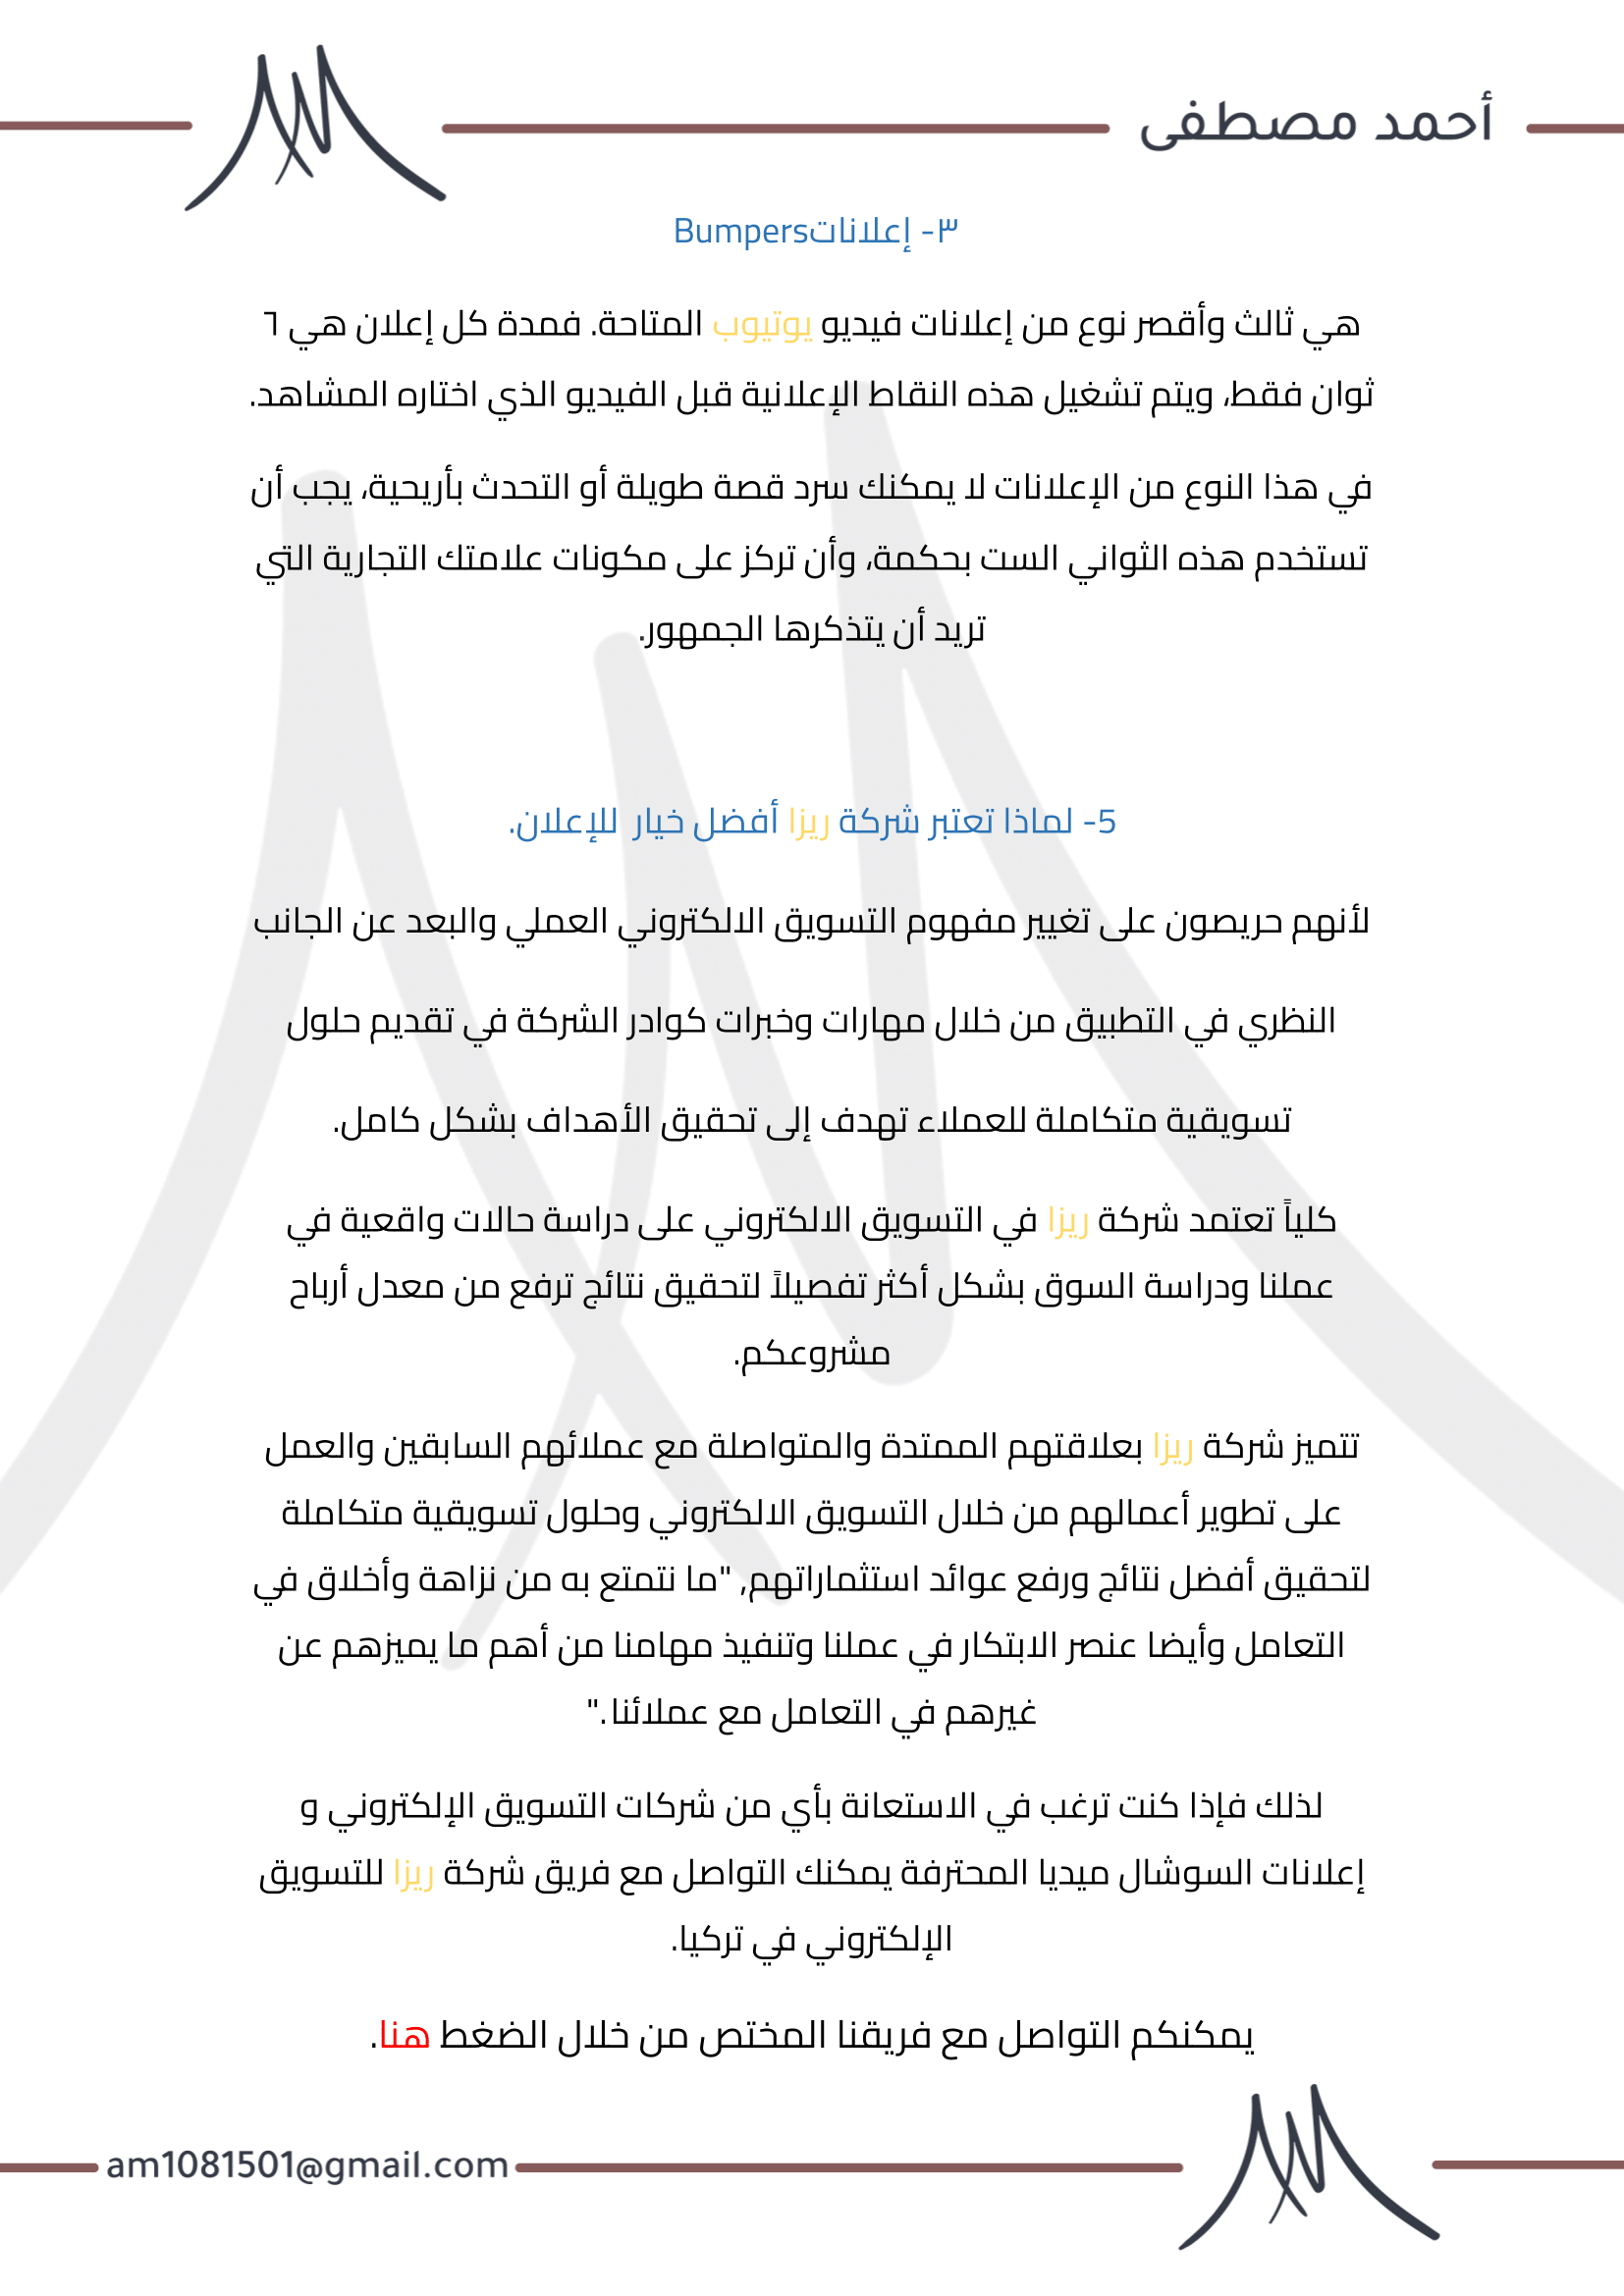 أحمد مصطفى
٣- إعلاناتBumpers
هي ثالث وأقصر نوع من إعلانات فيديو يوتيوب المتاحة. فمدة كل إعلان هي ٦
ثوان فقط، ويتم تشغيل هذه النقاط الإعلانية قبل الفيديو الذي اختاره المشاهد.
في هذا النوع من الإعلانات لا يمكنك سرد قصة طويلة أو التحدث بأريحية، يجب أن
تستخدم هذه الثواني الست بحكمة، وأن تركز على مكونات علامتك التجارية التي
تريد أن يتذكرها الجمهور.
5- لماذا تعتبر شركة ريزا أفضل خيار للإعلان.
لأنهم حريصون على تغيير مفهوم التسويق الالكتروني العملي والبعد عن الجانب
النظري في التطبيق من خلال مهارات وخبرات كوادر الشركة في تقديم حلول
تسويقية متكاملة للعملاء تهدف إلى تحقيق الأهداف بشكل كامل.
كلياً تعتمد شركة ريزا في التسويق الالكتروني على دراسة حالات واقعية في
عملنا ودراسة السوق بشكل أكثر تفصيلاً لتحقيق نتائج ترفع من معدل أرباح
مشروعكم.
تتميز شركة ريزا بعلاقتهم الممتدة والمتواصلة مع عملائهم السابقين والعمل
على تطوير أعمالهم من خلال التسويق الالكتروني وحلول تسويقية متكاملة
لتحقيق أفضل نتائج ورفع عوائد استثماراتهم, "ما نتمتع به من نزاهة وأخلاق في
التعامل وأيضا عنصر الابتكار في عملنا وتنفيذ مهامنا من أهم ما يميزهم عن
غيرهم في التعامل مع عملائنا."
لذلك فإذا كنت ترغب في الاستعانة بأي من شركات التسويق الإلكتروني و
إعلانات السوشال ميديا المحترفة يمكنك التواصل مع فريق شركة ريزا للتسويق
الإلكتروني في تركيا.
يمكنكم التواصل مع فريقنا المختص من خلال الضغط هنا.
am1081501@gmail.com